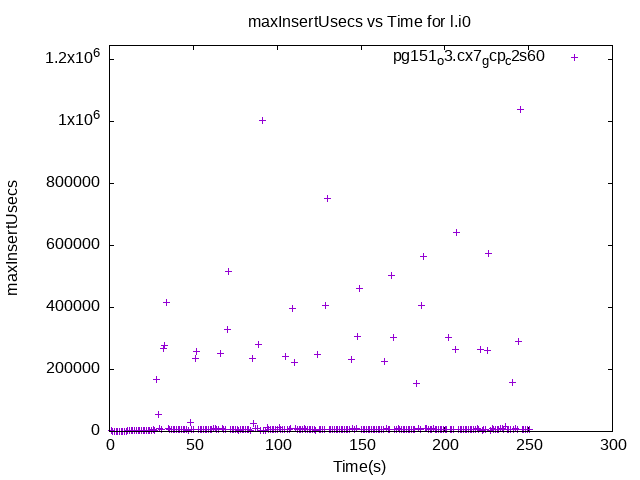 maxInsertUsecs vs Time for l.i0
pg151o3.cx7gcpc2s60
1.2x10^6
1x10^6
800000
600000
400000
200000
0
maxInsertUsecs
0 50 100 150 200 250 300
Time(s)